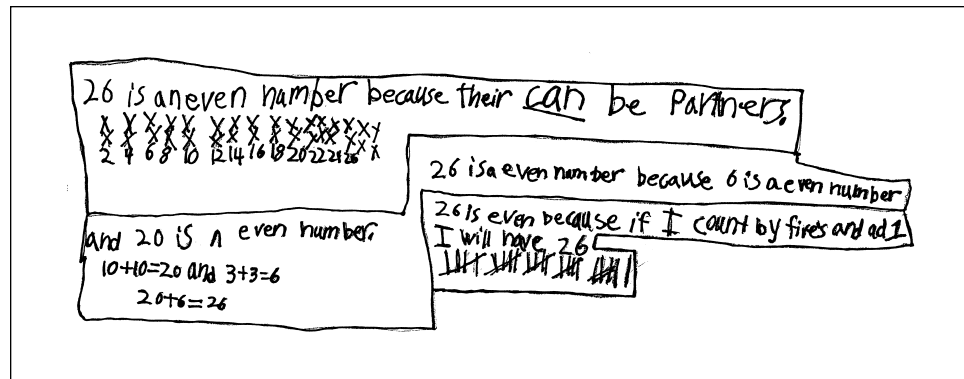 26 is an even number because their can be Partners.
2 4 6 8 10 12 14 16 18 20 22 24 26
26 is a even number because 6 is a even number
and 20 is n even number.
10+10=20 and 3+3=6
20+6=26
26 is even because if I count by fives and ad 1
I will have 26